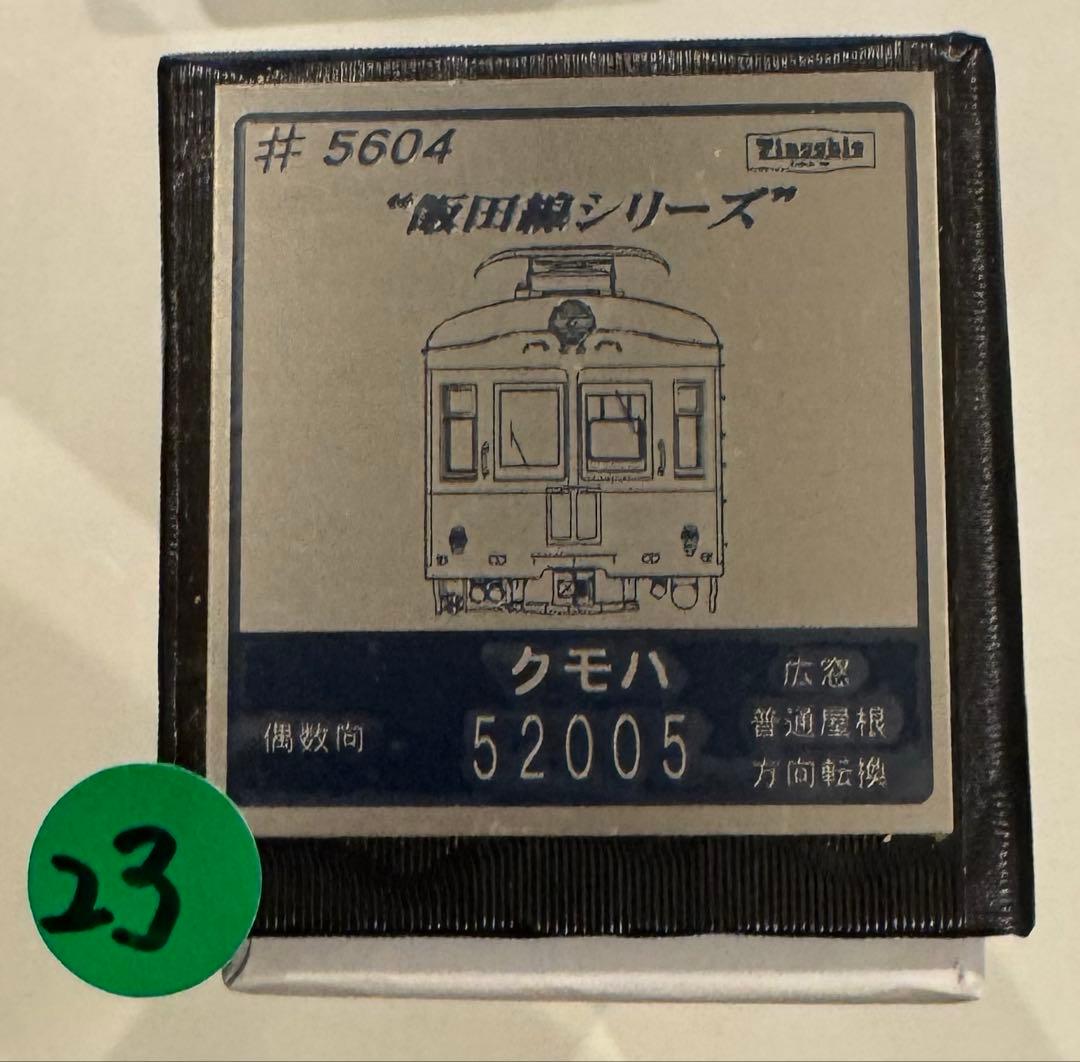 # 5604
"飯田線シリーズ"
クモハ
52005
偶数向
広窓
普通屋根
方向転換
23